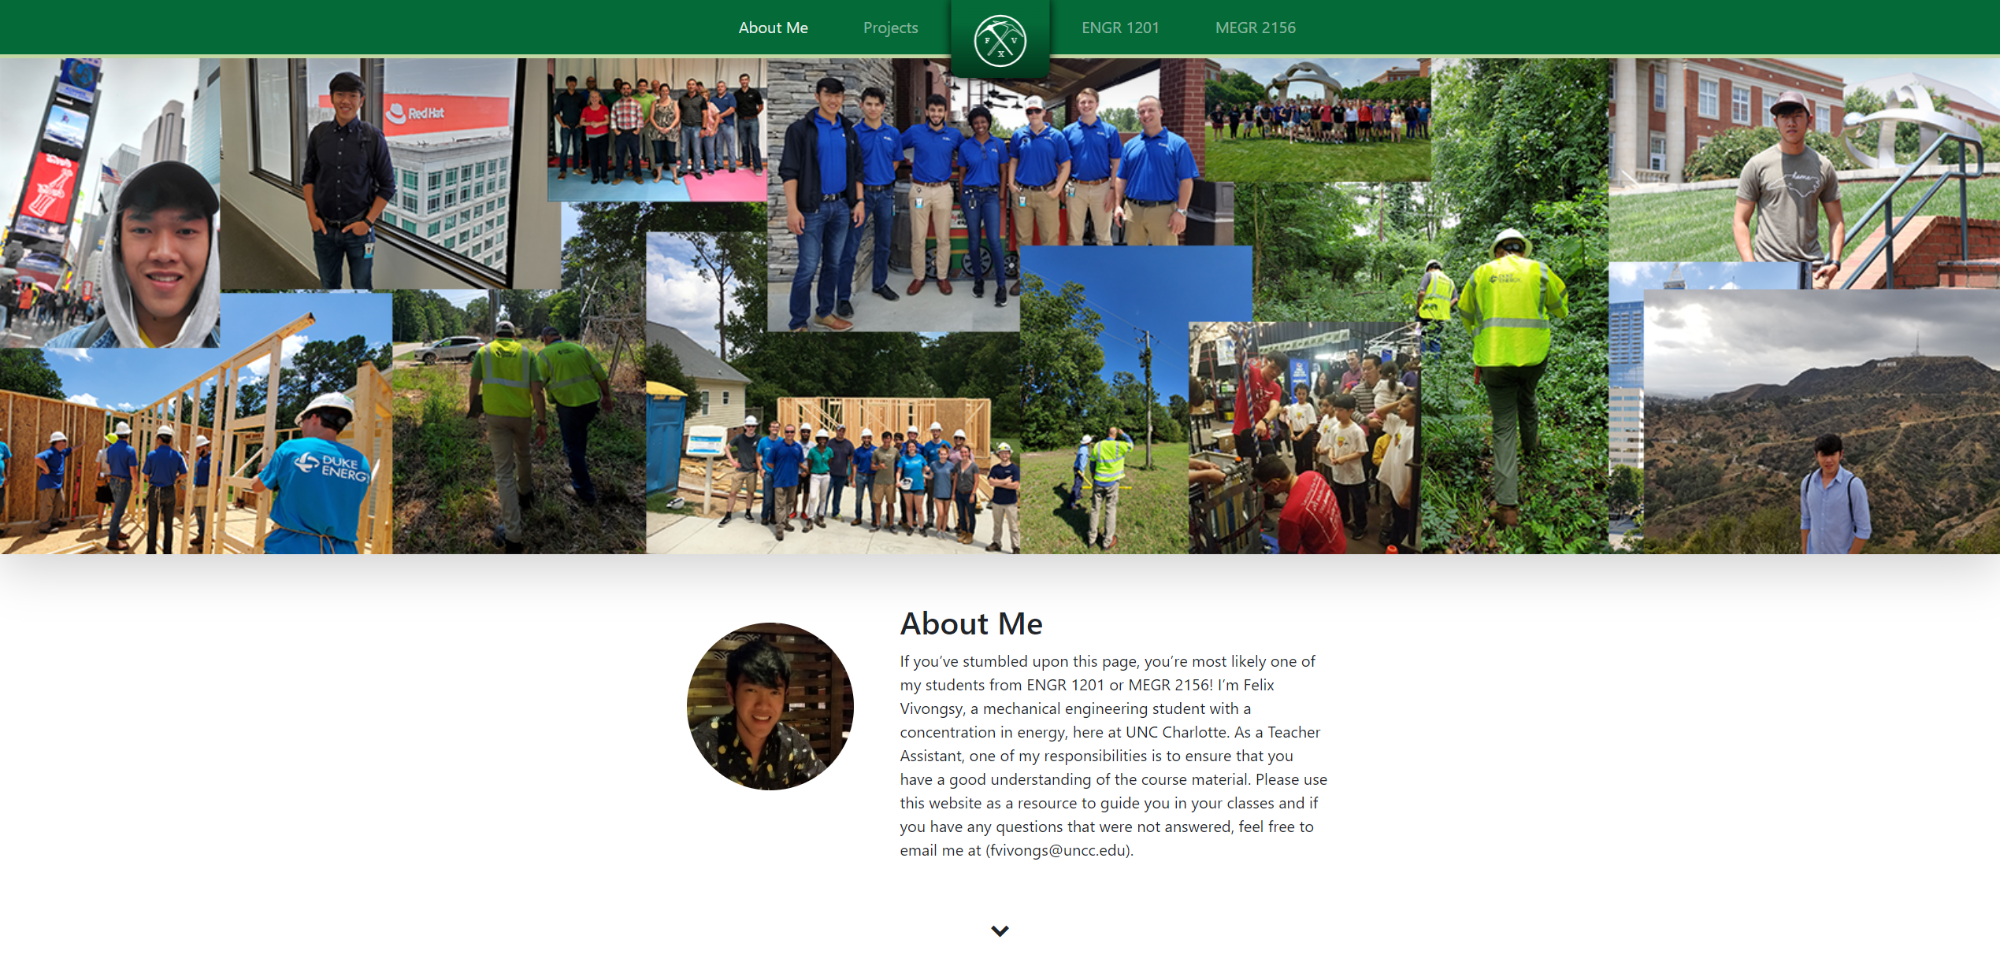 About Me
Projects
F V
X
ENGR 1201
MEGR 2156
Red Hat
DUKE
ENERGY
DUKE
ENERGY
About Me
If you’ve stumbled upon this page, you’re most likely one of
my students from ENGR 1201 or MEGR 2156! I’m Felix
Vivongsy, a mechanical engineering student with a
concentration in energy, here at UNC Charlotte. As a Teacher
Assistant, one of my responsibilities is to ensure that you
have a good understanding of the course material. Please use
this website as a resource to guide you in your classes and if
you have any questions that were not answered, feel free to
email me at (fvivongs@uncc.edu).